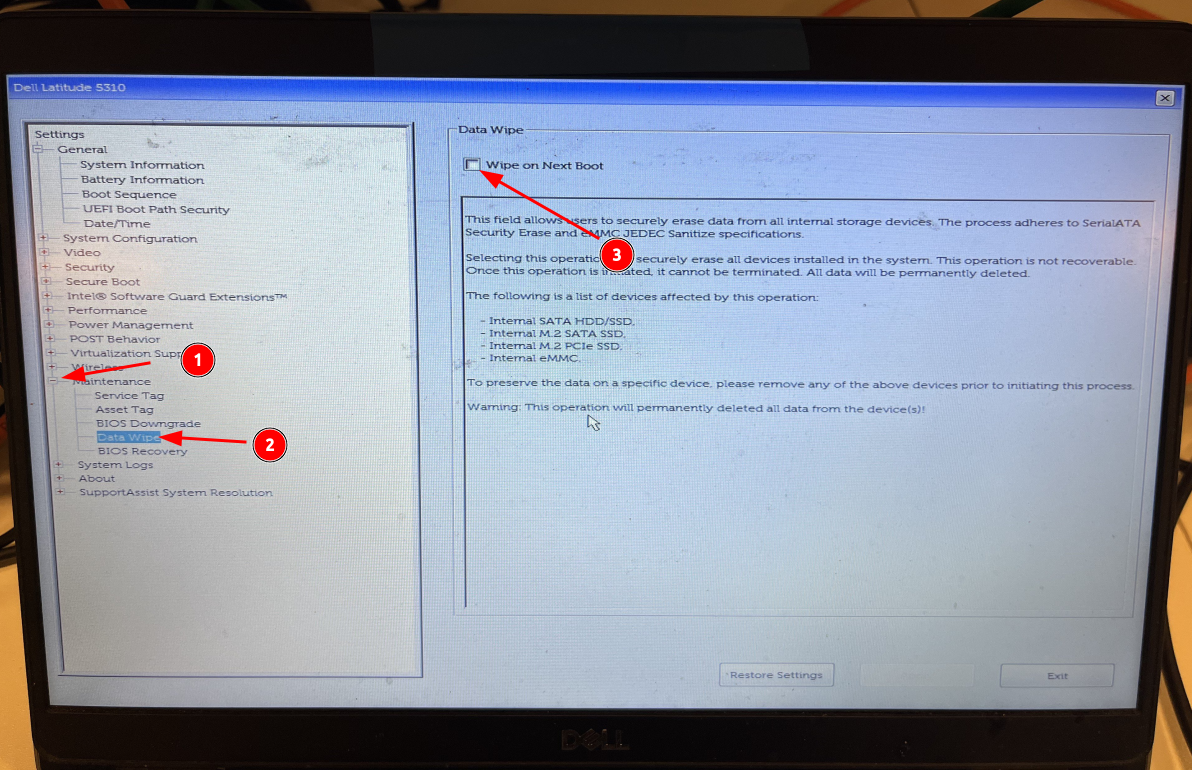 Dell Latitude 5310
Settings
General
System Information
Battery Information
Boot Sequence
UEFI Boot Path Security
Date/Time
System Configuration
Video
Security
Secure Boot
Intel® Software Guard Extensions™
Performance
Power Management
POST Behavior
Virtualization
1
Wireless
Maintenance
Service Tag
Asset Tag
BIOS Downgrade
Data Wipe
2
BIOS Recovery
System Logs
About
SupportAssist System Resolution
Data Wipe
Wipe on Next Boot
This field allows users to securely erase data from all internal storage devices. The process adheres to SerialATA
Security Erase and eMMC JEDEC Sanitize specifications.
3
Selecting this securely erase all devices installed in the system. This operation is not recoverable.
Once this operation is initiated, it cannot be terminated. All data will be permanently deleted.
The following is a list of devices affected by this operation:
- Internal SATA HDD/SSD,
- Internal M.2 SATA SSD,
- Internal M.2 PCIe SSD,
- Internal eMMC.
To preserve the data on a specific device, please remove any of the above devices prior to initiating this process.
Warning: This operation will permanently deleted all data from the device(s)!
Restore Settings
Exit
DELL